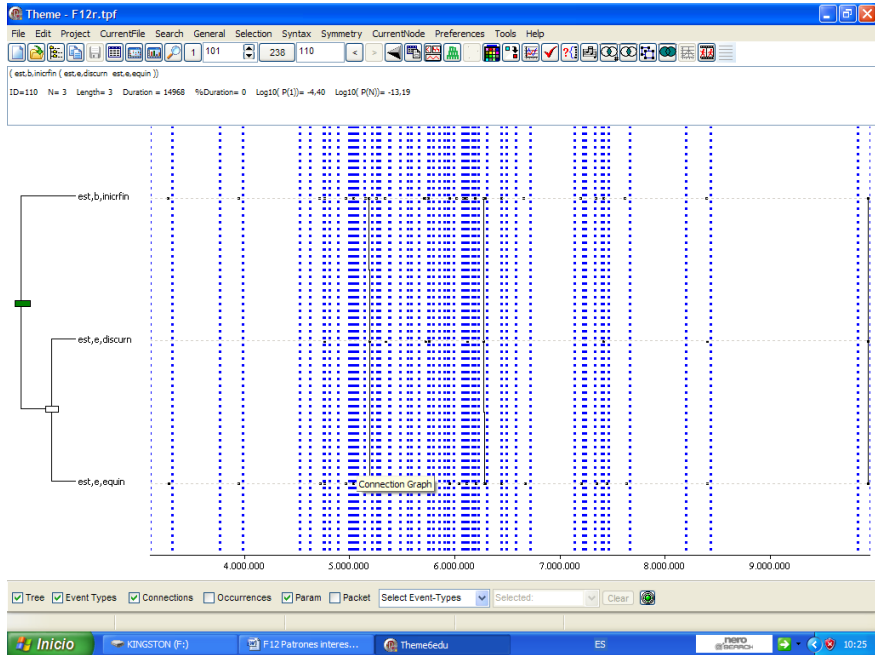 Theme - F12r.tpf
File Edit Project CurrentFile Search General Selection Syntax Symmetry CurrentNode Preferences Tools Help
1 101 238 110 < >
( est,b,inicrfin ( est,e,discurn est,e,equin ))
ID=110 N= 3 Length= 3 Duration = 14968 %Duration= 0 Log10( P(1))= -4,40 Log10( P(N))= -13,19
est,b,inicrfin
est,e,discurn
est,e,equin
Connection Graph
4.000.000 5.000.000 6.000.000 7.000.000 8.000.000 9.000.000
Tree Event Types Connections Occurrences Param Packet Select Event-Types Selected: Clear
Inicio KINGSTON (F:) F12 Patrones interes... Theme6edu ES nero SEARCH 10:25